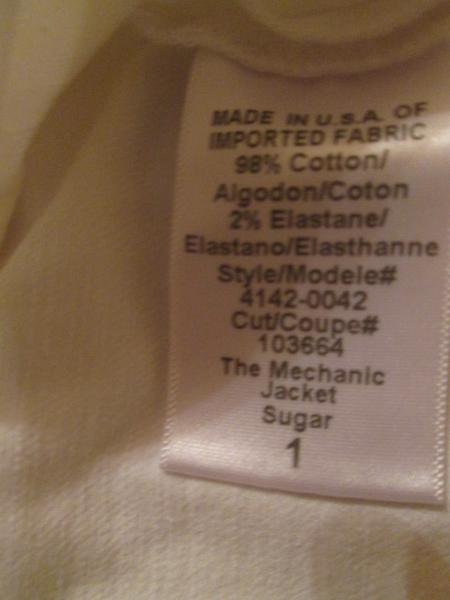 MADE IN U.S.A. OF
IMPORTED FABRIC
98% Cotton/
Algodon/Coton
2% Elastane/
Elastano/Elasthanne
Style/Modele#
4142-0042
Cut/Coupe#
103664
The Mechanic
Jacket
Sugar
1